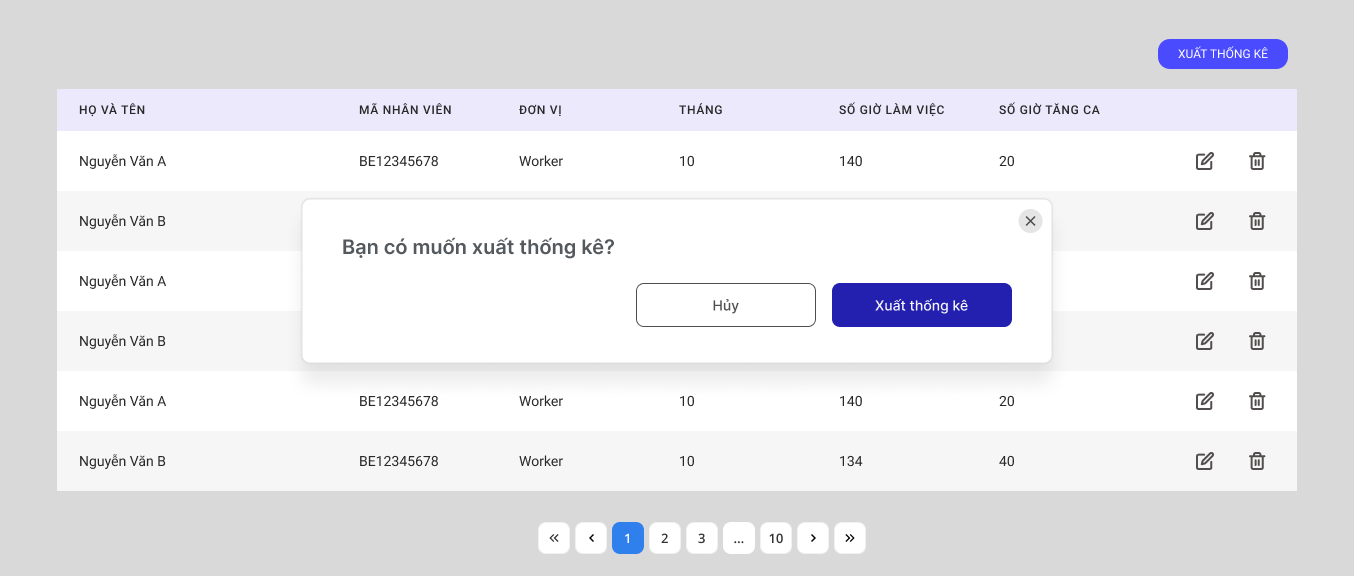 XUẤT THỐNG KÊ
HỌ VÀ TÊN MÃ NHÂN VIÊN ĐƠN VỊ THÁNG SỐ GIỜ LÀM VIỆC SỐ GIỜ TĂNG CA
Nguyễn Văn A BE12345678 Worker 10 140 20
Nguyễn Văn B
Bạn có muốn xuất thống kê?
Nguyễn Văn A
Hủy Xuất thống kê
Nguyễn Văn B
Nguyễn Văn A BE12345678 Worker 10 140 20
Nguyễn Văn B BE12345678 Worker 10 134 40
« ‹ 1 2 3 ... 10 › »